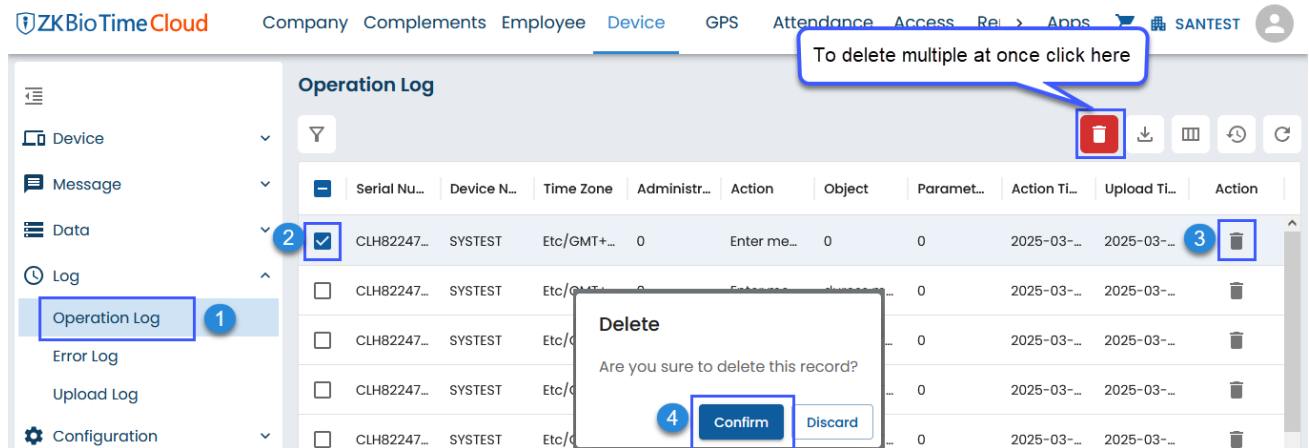 ZKBioTime Cloud Company Complements Employee Device GPS Attendance Access Re Apps SANTEST
To delete multiple at once click here
Operation Log
Device
Message
Serial Nu... Device N... Time Zone Administr... Action Object Paramet... Action Ti... Upload Ti... Action
Data
2 CLH82247... SYSTEST Etc/GMT+... 0 Enter me... 0 0 2025-03-... 2025-03-... 3
Log
CLH82247... SYSTEST 0 2025-03-... 2025-03-...
Operation Log 1
Delete
CLH82247... SYSTEST 0 2025-03-... 2025-03-...
Error Log
Are you sure to delete this record?
Upload Log
CLH82247... SYSTEST 0 2025-03-... 2025-03-...
4 Confirm Discard
Configuration
CLH82247... SYSTEST 0 2025-03-... 2025-03-...